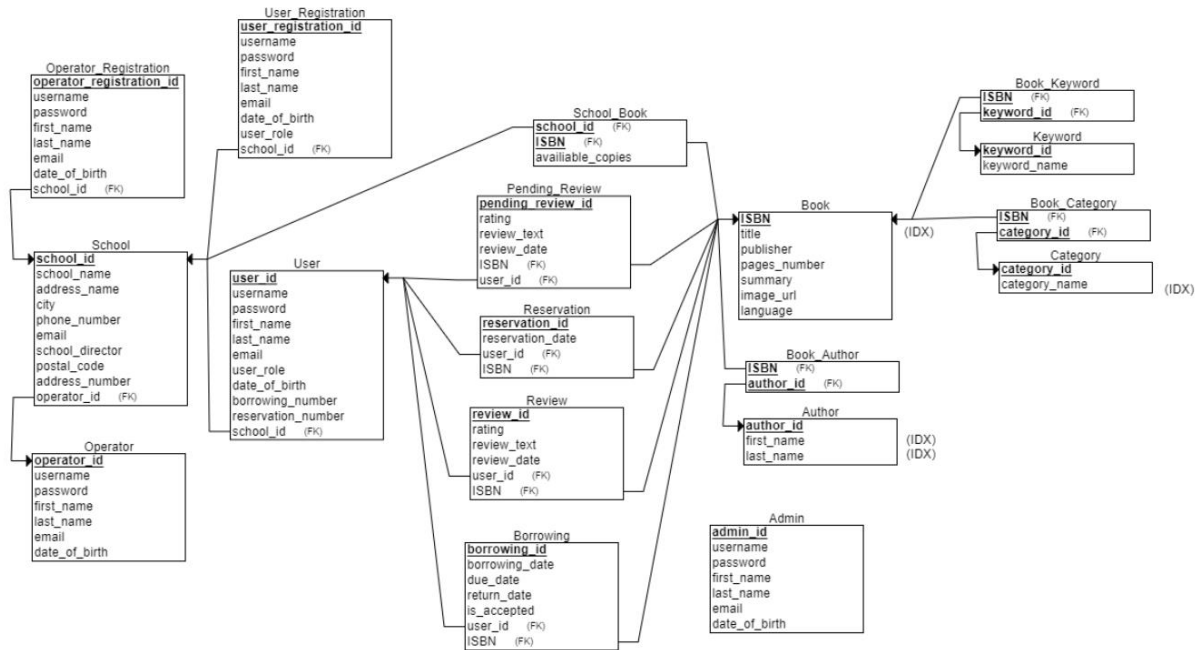 User_Registration
user_registration_id
username
password
first_name
last_name
email
date_of_birth
user_role
school_id (FK)
Operator_Registration
operator_registration_id
username
password
first_name
last_name
email
date_of_birth
school_id (FK)
School
school_id
school_name
address_name
city
phone_number
email
school_director
postal_code
address_number
operator_id (FK)
Operator
operator_id
username
password
first_name
last_name
email
date_of_birth
User
user_id
username
password
first_name
last_name
email
user_role
date_of_birth
borrowing_number
reservation_number
school_id (FK)
School_Book
school_id (FK)
ISBN (FK)
availiable_copies
Pending_Review
pending_review_id
rating
review_text
review_date
ISBN (FK)
user_id (FK)
Reservation
reservation_id
reservation_date
user_id (FK)
ISBN (FK)
Review
review_id
rating
review_text
review_date
user_id (FK)
ISBN (FK)
Borrowing
borrowing_id
borrowing_date
due_date
return_date
is_accepted
user_id (FK)
ISBN (FK)
Book
ISBN
title (IDX)
publisher
pages_number
summary
image_url
language
Book_Author
ISBN (FK)
author_id (FK)
Author
author_id
first_name (IDX)
last_name (IDX)
Admin
admin_id
username
password
first_name
last_name
email
date_of_birth
Book_Keyword
ISBN (FK)
keyword_id (FK)
Keyword
keyword_id
keyword_name
Book_Category
ISBN (FK)
category_id (FK)
Category
category_id
category_name (IDX)